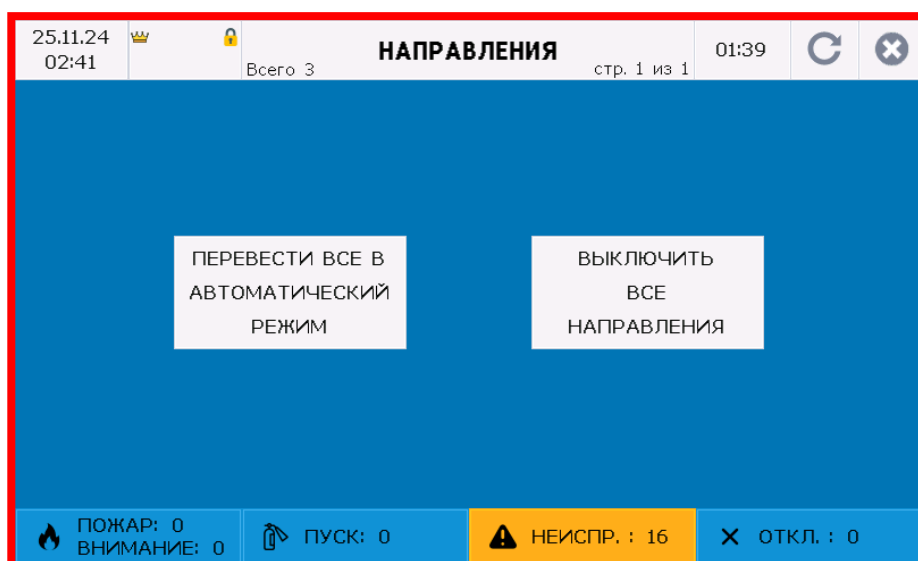 25.11.24
02:41
Всего 3
НАПРАВЛЕНИЯ
стр. 1 из 1
01:39
ПЕРЕВЕСТИ ВСЕ В
АВТОМАТИЧЕСКИЙ
РЕЖИМ
ВЫКЛЮЧИТЬ
ВСЕ
НАПРАВЛЕНИЯ
ПОЖАР: 0
ВНИМАНИЕ: 0
ПУСК: 0
НЕИСПР. : 16
ОТКЛ. : 0